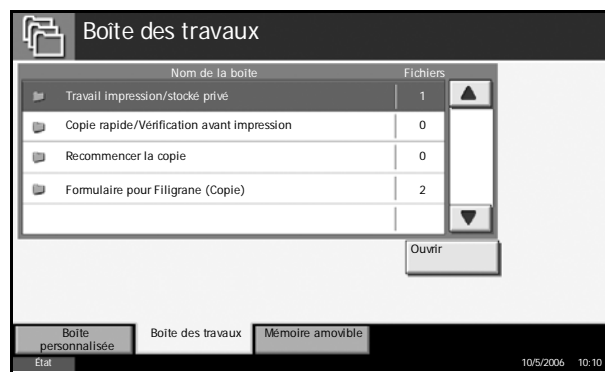 Boîte des travaux
Nom de la boîte Fichiers
Travail impression/stocké privé 1
Copie rapide/Vérification avant impression 0
Recommencer la copie 0
Formulaire pour Filigrane (Copie) 2
Ouvrir
Boîte
personnalisée
Boîte des travaux
Mémoire amovible
État
10/5/2006 10:10